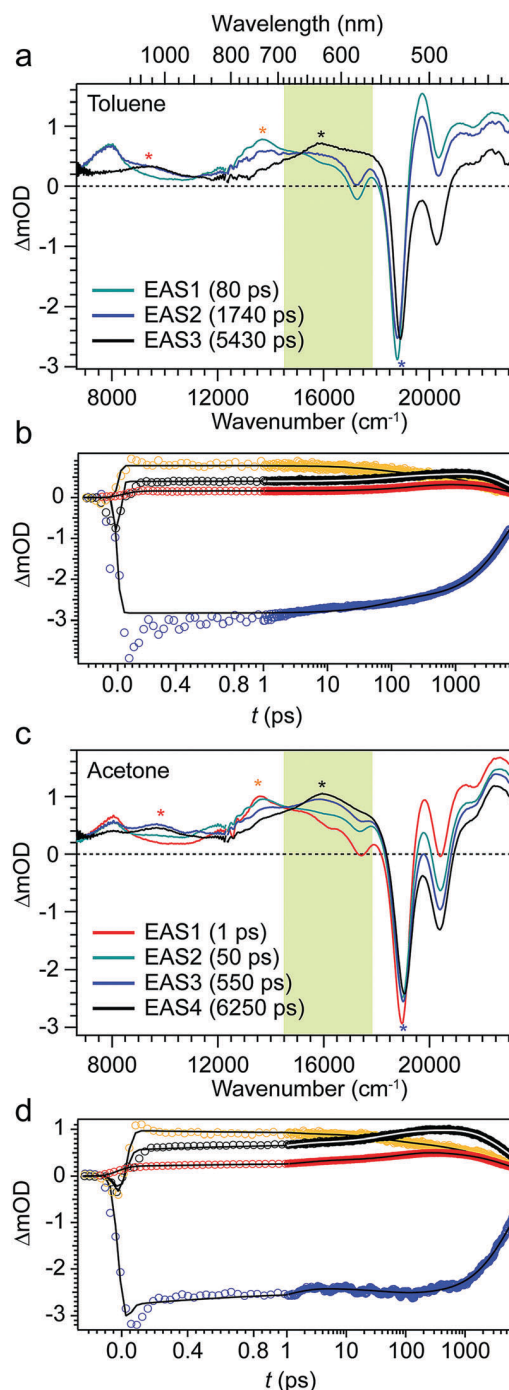 Wavelength (nm)
1000 800 700 600 500
a
Toluene
*
*
*
*
ΔmOD
1
0
-1
-2
-3
EAS1 (80 ps)
EAS2 (1740 ps)
EAS3 (5430 ps)
8000 12000 16000 20000
Wavenumber (cm⁻¹)
b
ΔmOD
0
-1
-2
-3
0.0 0.4 0.8 1 10 100 1000
t (ps)
c
Acetone
*
*
*
*
ΔmOD
1
0
-1
-2
-3
EAS1 (1 ps)
EAS2 (50 ps)
EAS3 (550 ps)
EAS4 (6250 ps)
8000 12000 16000 20000
Wavenumber (cm⁻¹)
d
ΔmOD
1
0
-1
-2
-3
0.0 0.4 0.8 1 10 100 1000
t (ps)